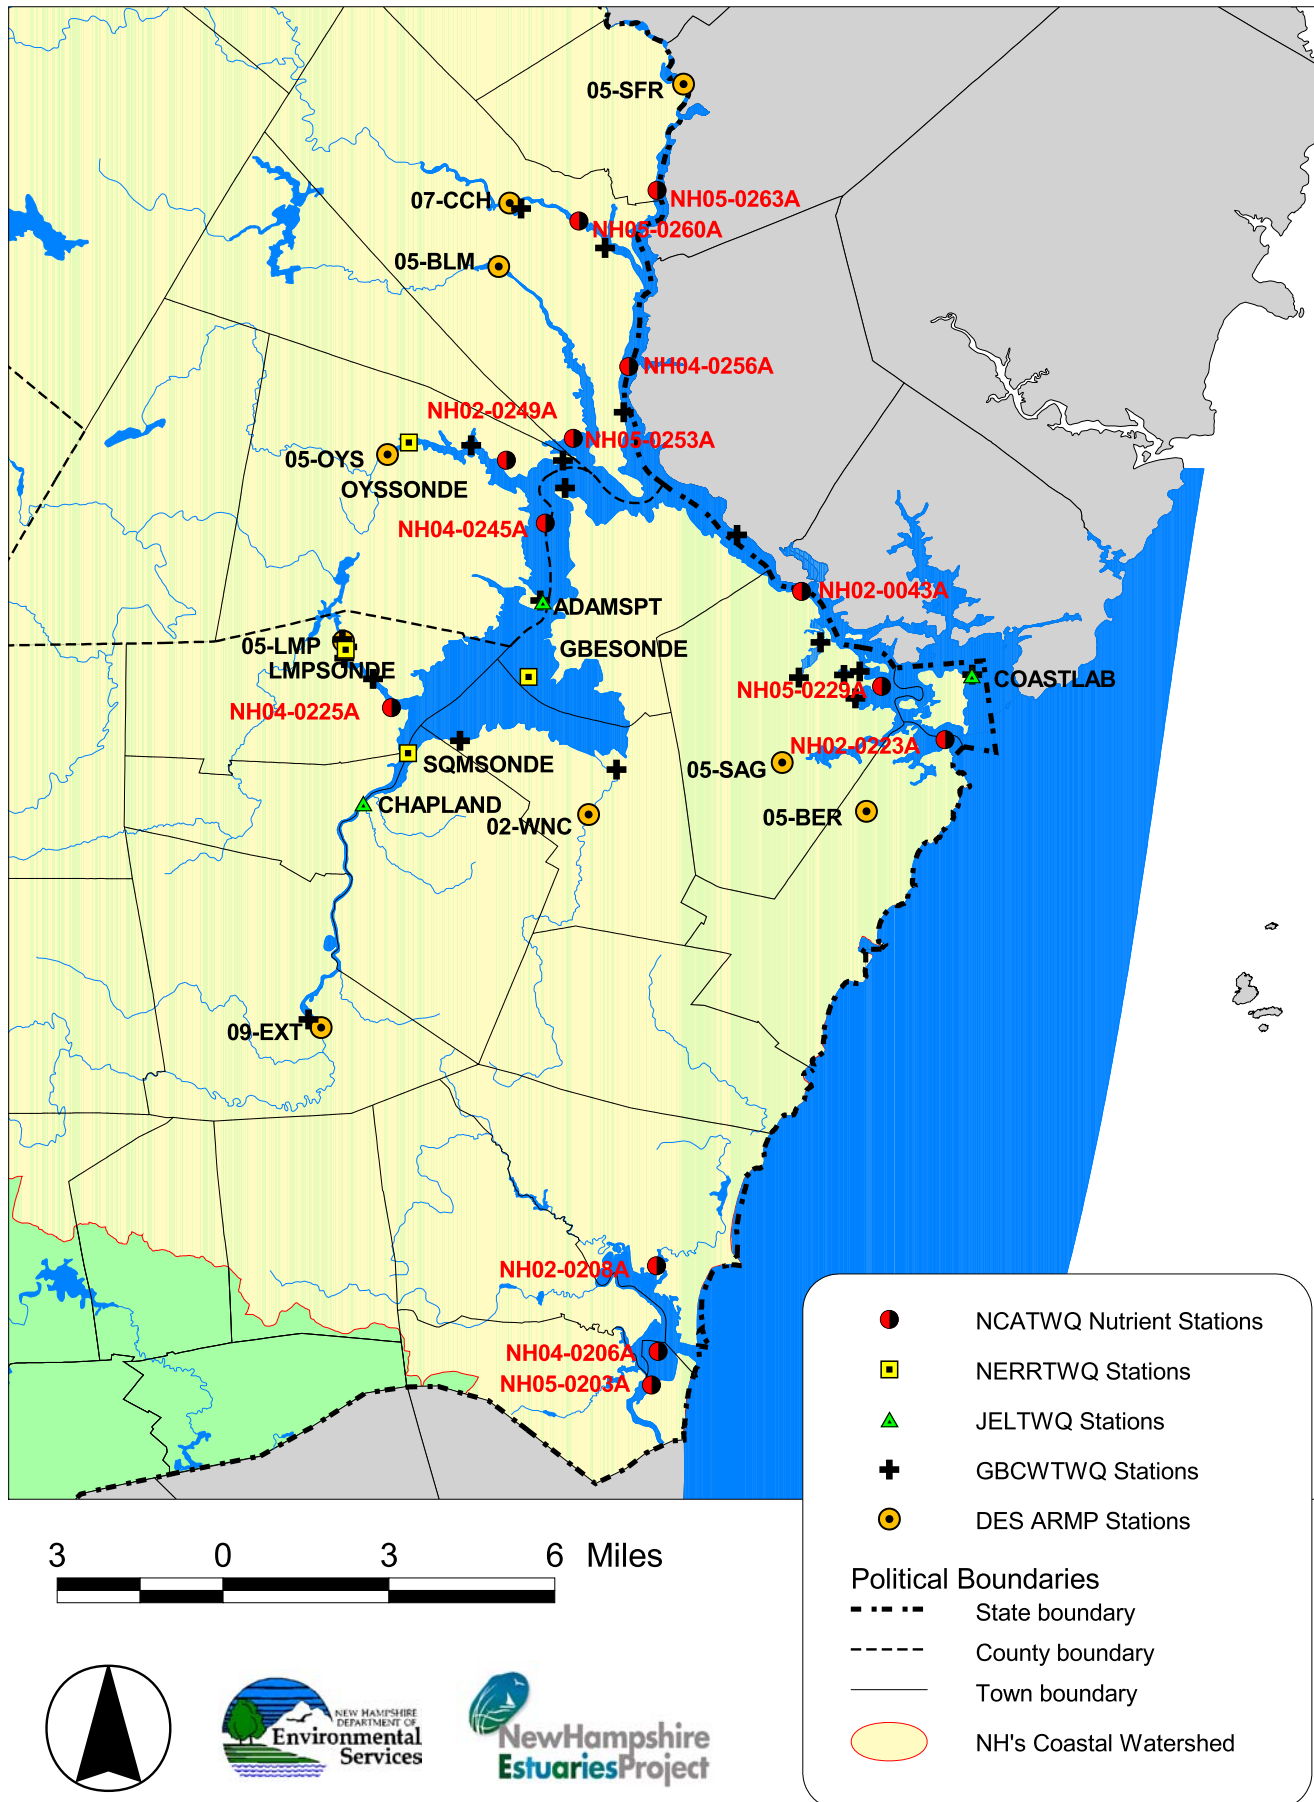 05-SFR
NH05-0263A
07-CCH
NH05-0260A
05-BLM
NH04-0256A
NH02-0249A
NH05-0253A
05-OYS
OYSSONDE
NH04-0245A
NH02-0043A
ADAMSPT
05-LMP
GBESONDE
LMPSONDE
COASTLAB
NH05-0229A
NH04-0225A
NH02-0223A
SQMSONDE
05-SAG
CHAPLAND
05-BER
02-WNC
09-EXT
NH02-0208A
NH04-0206A
NH05-0203A
NCATWQ Nutrient Stations
NERRTWQ Stations
JELTWQ Stations
GBCWTWQ Stations
DES ARMP Stations
Political Boundaries
State boundary
County boundary
Town boundary
NH's Coastal Watershed
3 0 3 6 Miles
NEW HAMPSHIRE
DEPARTMENT OF
Environmental
Services
NewHampshire
EstuariesProject